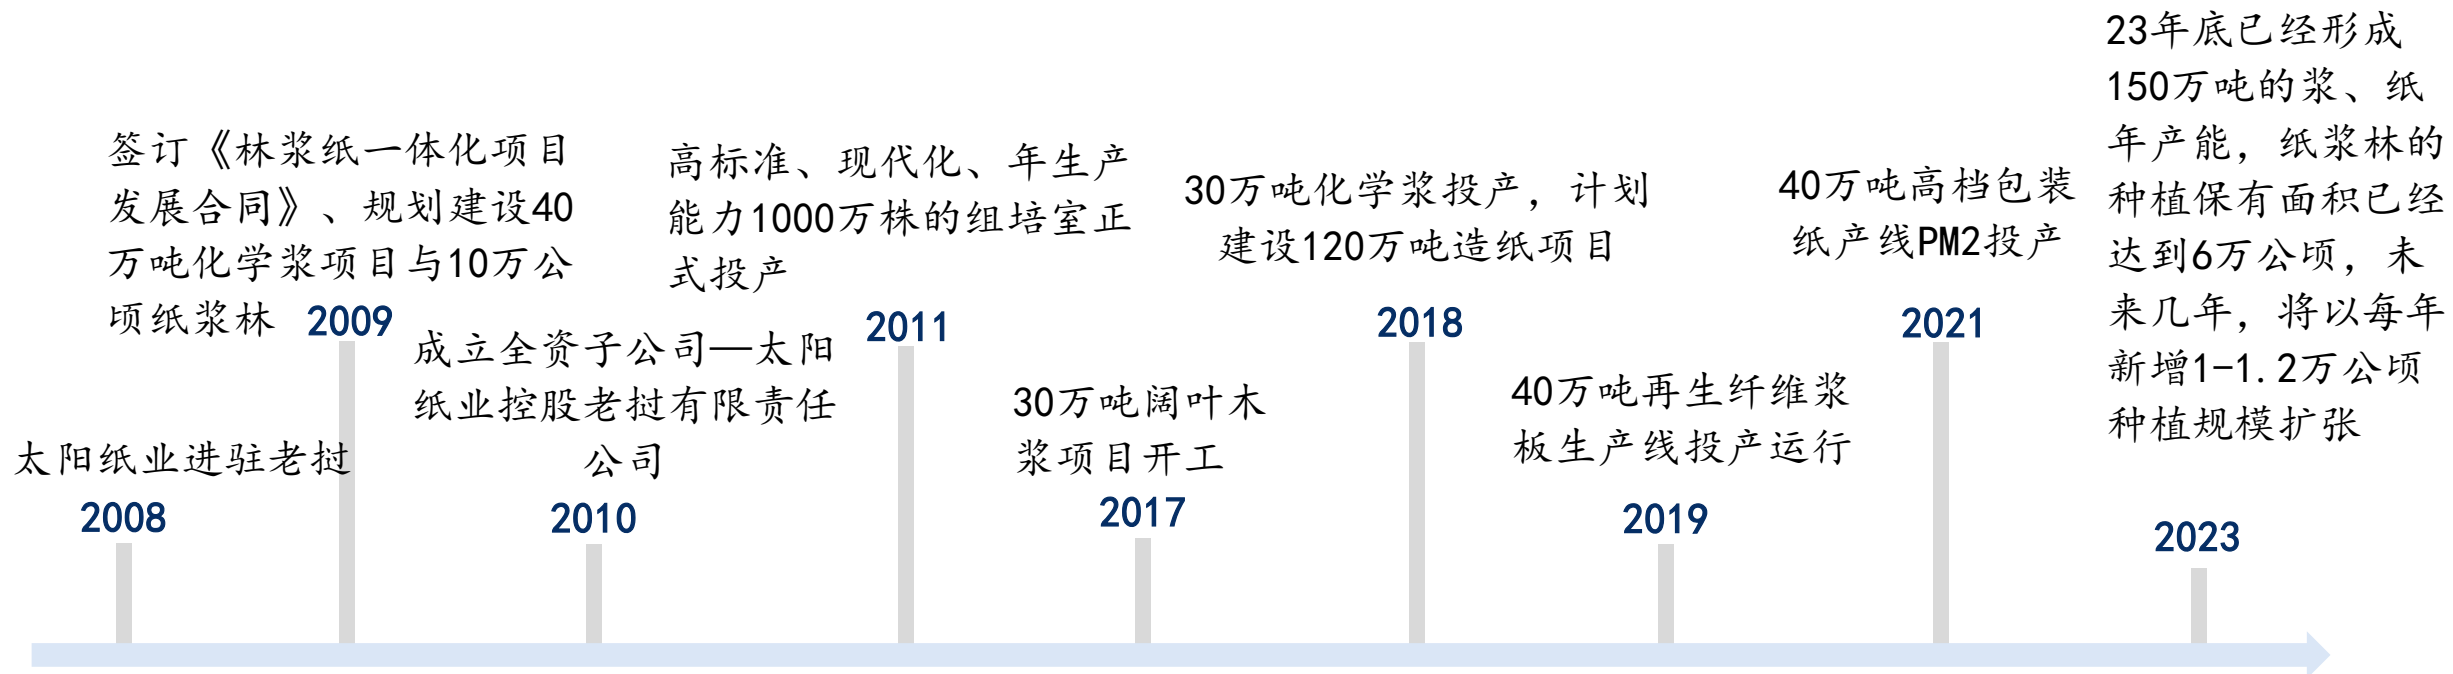 太阳纸业进驻老挝
2008
签订《林浆纸一体化项目
发展合同》、规划建设40
万吨化学浆项目与10万公
顷纸浆林
2009
成立全资子公司—太阳
纸业控股老挝有限责任
公司
2010
高标准、现代化、年生产
能力1000万株的组培室正
式投产
2011
30万吨阔叶木
浆项目开工
2017
30万吨化学浆投产，计划
建设120万吨造纸项目
2018
40万吨再生纤维浆
板生产线投产运行
2019
40万吨高档包装
纸产线PM2投产
2021
23年底已经形成
150万吨的浆、纸
年产能，纸浆林的
种植保有面积已经
达到6万公顷，未
来几年，将以每年
新增1-1.2万公顷
种植规模扩张
2023